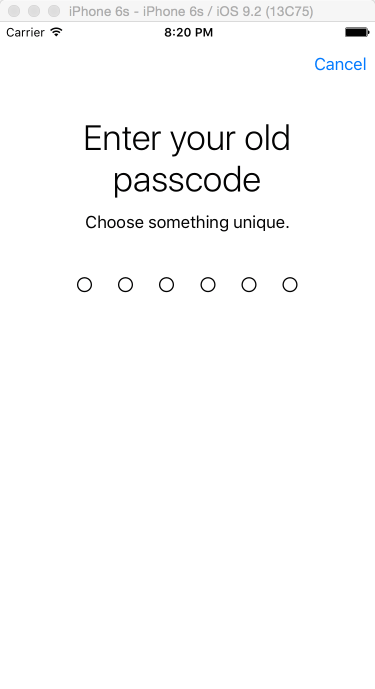 iPhone 6s - iPhone 6s / iOS 9.2 (13C75)
Carrier 8:20 PM
Cancel
Enter your old
passcode
Choose something unique.